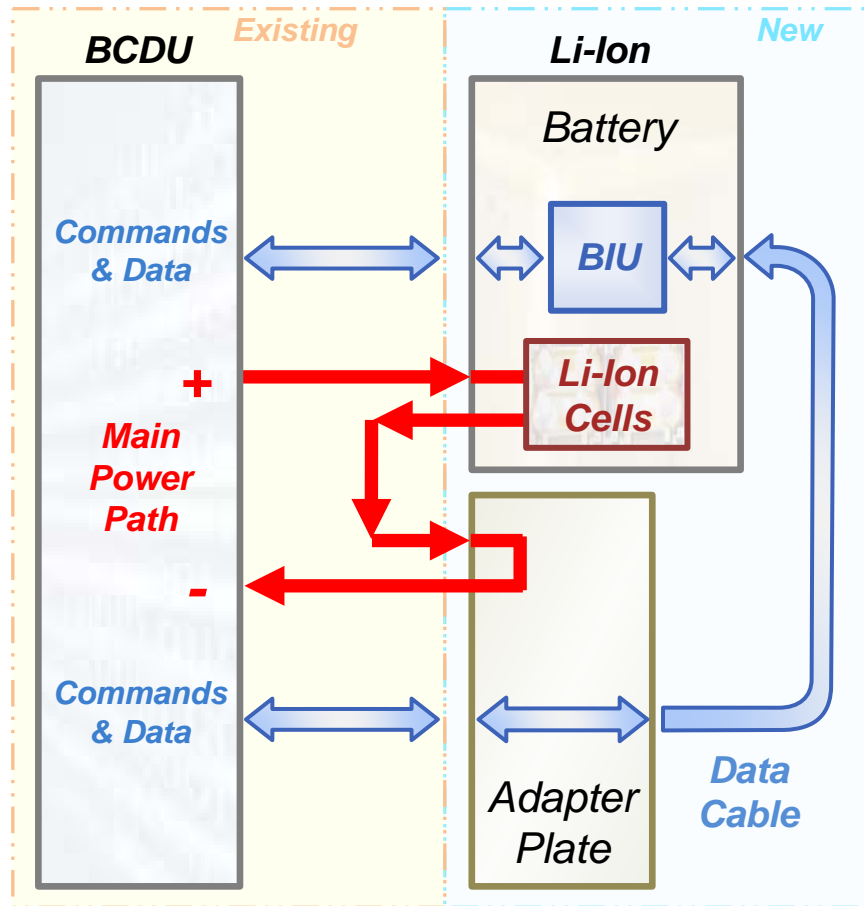 Existing
New
BCDU
Li-Ion
Battery
Commands
& Data
BIU
+
Main
Power
Path
-
Li-Ion
Cells
Commands
& Data
Adapter
Plate
Data
Cable